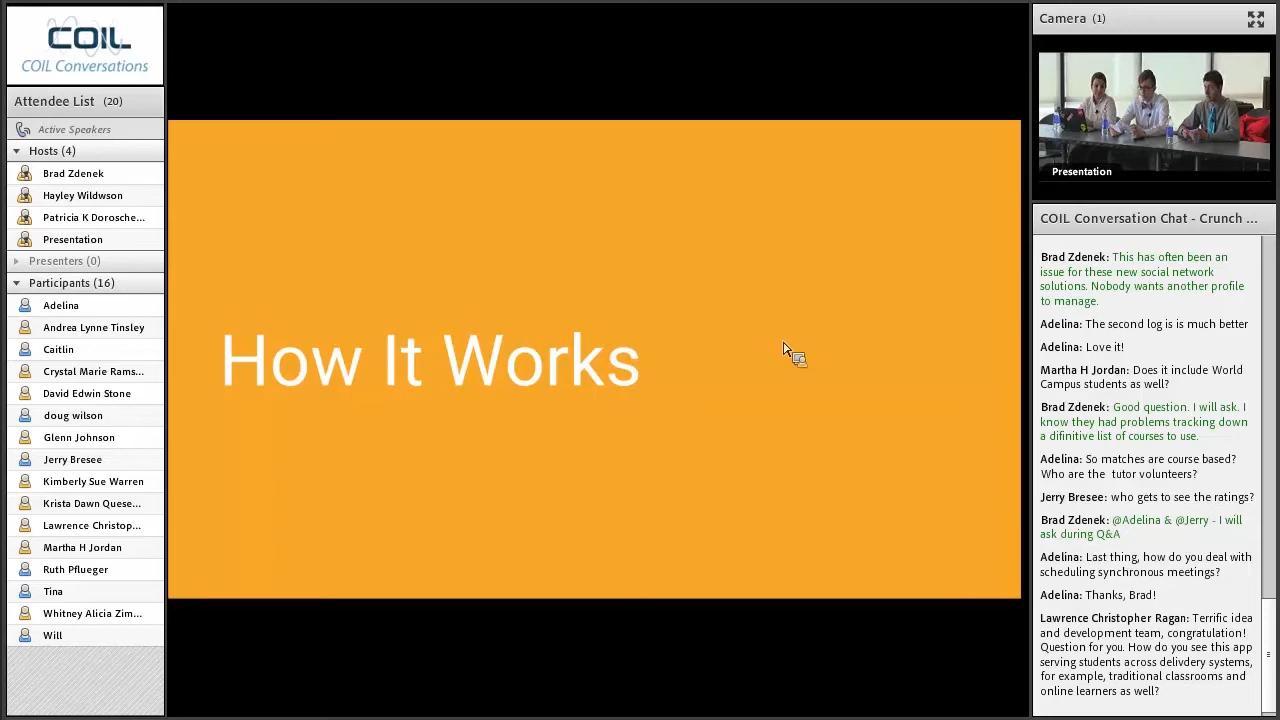 COIL
COIL Conversations
Attendee List (20)
Active Speakers
Hosts (4)
Brad Zdenek
Hayley Wildwson
Patricia K Dorosche...
Presentation
Presenters (0)
Participants (16)
Adelina
Andrea Lynne Tinsley
Caitlin
Crystal Marie Rams...
David Edwin Stone
doug wilson
Glenn Johnson
Jerry Bresee
Kimberly Sue Warren
Krista Dawn Quese...
Lawrence Christop...
Martha H Jordan
Ruth Pflueger
Tina
Whitney Alicia Zim...
Will
How It Works
Camera (1)
Presentation
COIL Conversation Chat - Crunch ...
Brad Zdenek: This has often been an
issue for these new social network
solutions. Nobody wants another profile
to manage.
Adelina: The second log is is much better
Adelina: Love it!
Martha H Jordan: Does it include World
Campus students as well?
Brad Zdenek: Good question. I will ask. I
know they had problems tracking down
a difinitive list of courses to use.
Adelina: So matches are course based?
Who are the tutor volunteers?
Jerry Bresee: who gets to see the ratings?
Brad Zdenek: @Adelina & @Jerry - I will
ask during Q&A
Adelina: Last thing, how do you deal with
scheduling synchronous meetings?
Adelina: Thanks, Brad!
Lawrence Christopher Ragan: Terrific idea
and development team, congratulation!
Question for you. How do you see this app
serving students across delivdery systems,
for example, traditional classrooms and
online learners as well?